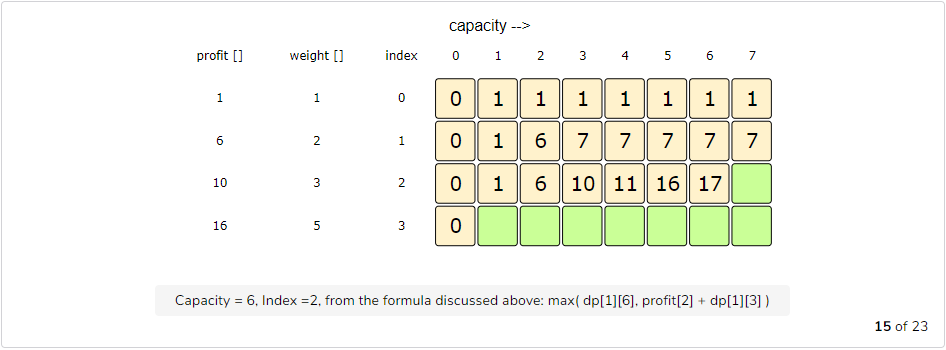 capacity -->
profit [] weight [] index 0 1 2 3 4 5 6 7
1 1 0 0 1 1 1 1 1 1 1
6 2 1 0 1 6 7 7 7 7 7
10 3 2 0 1 6 10 11 16 17
16 5 3 0
Capacity = 6, Index =2, from the formula discussed above: max( dp[1][6], profit[2] + dp[1][3] )
15 of 23